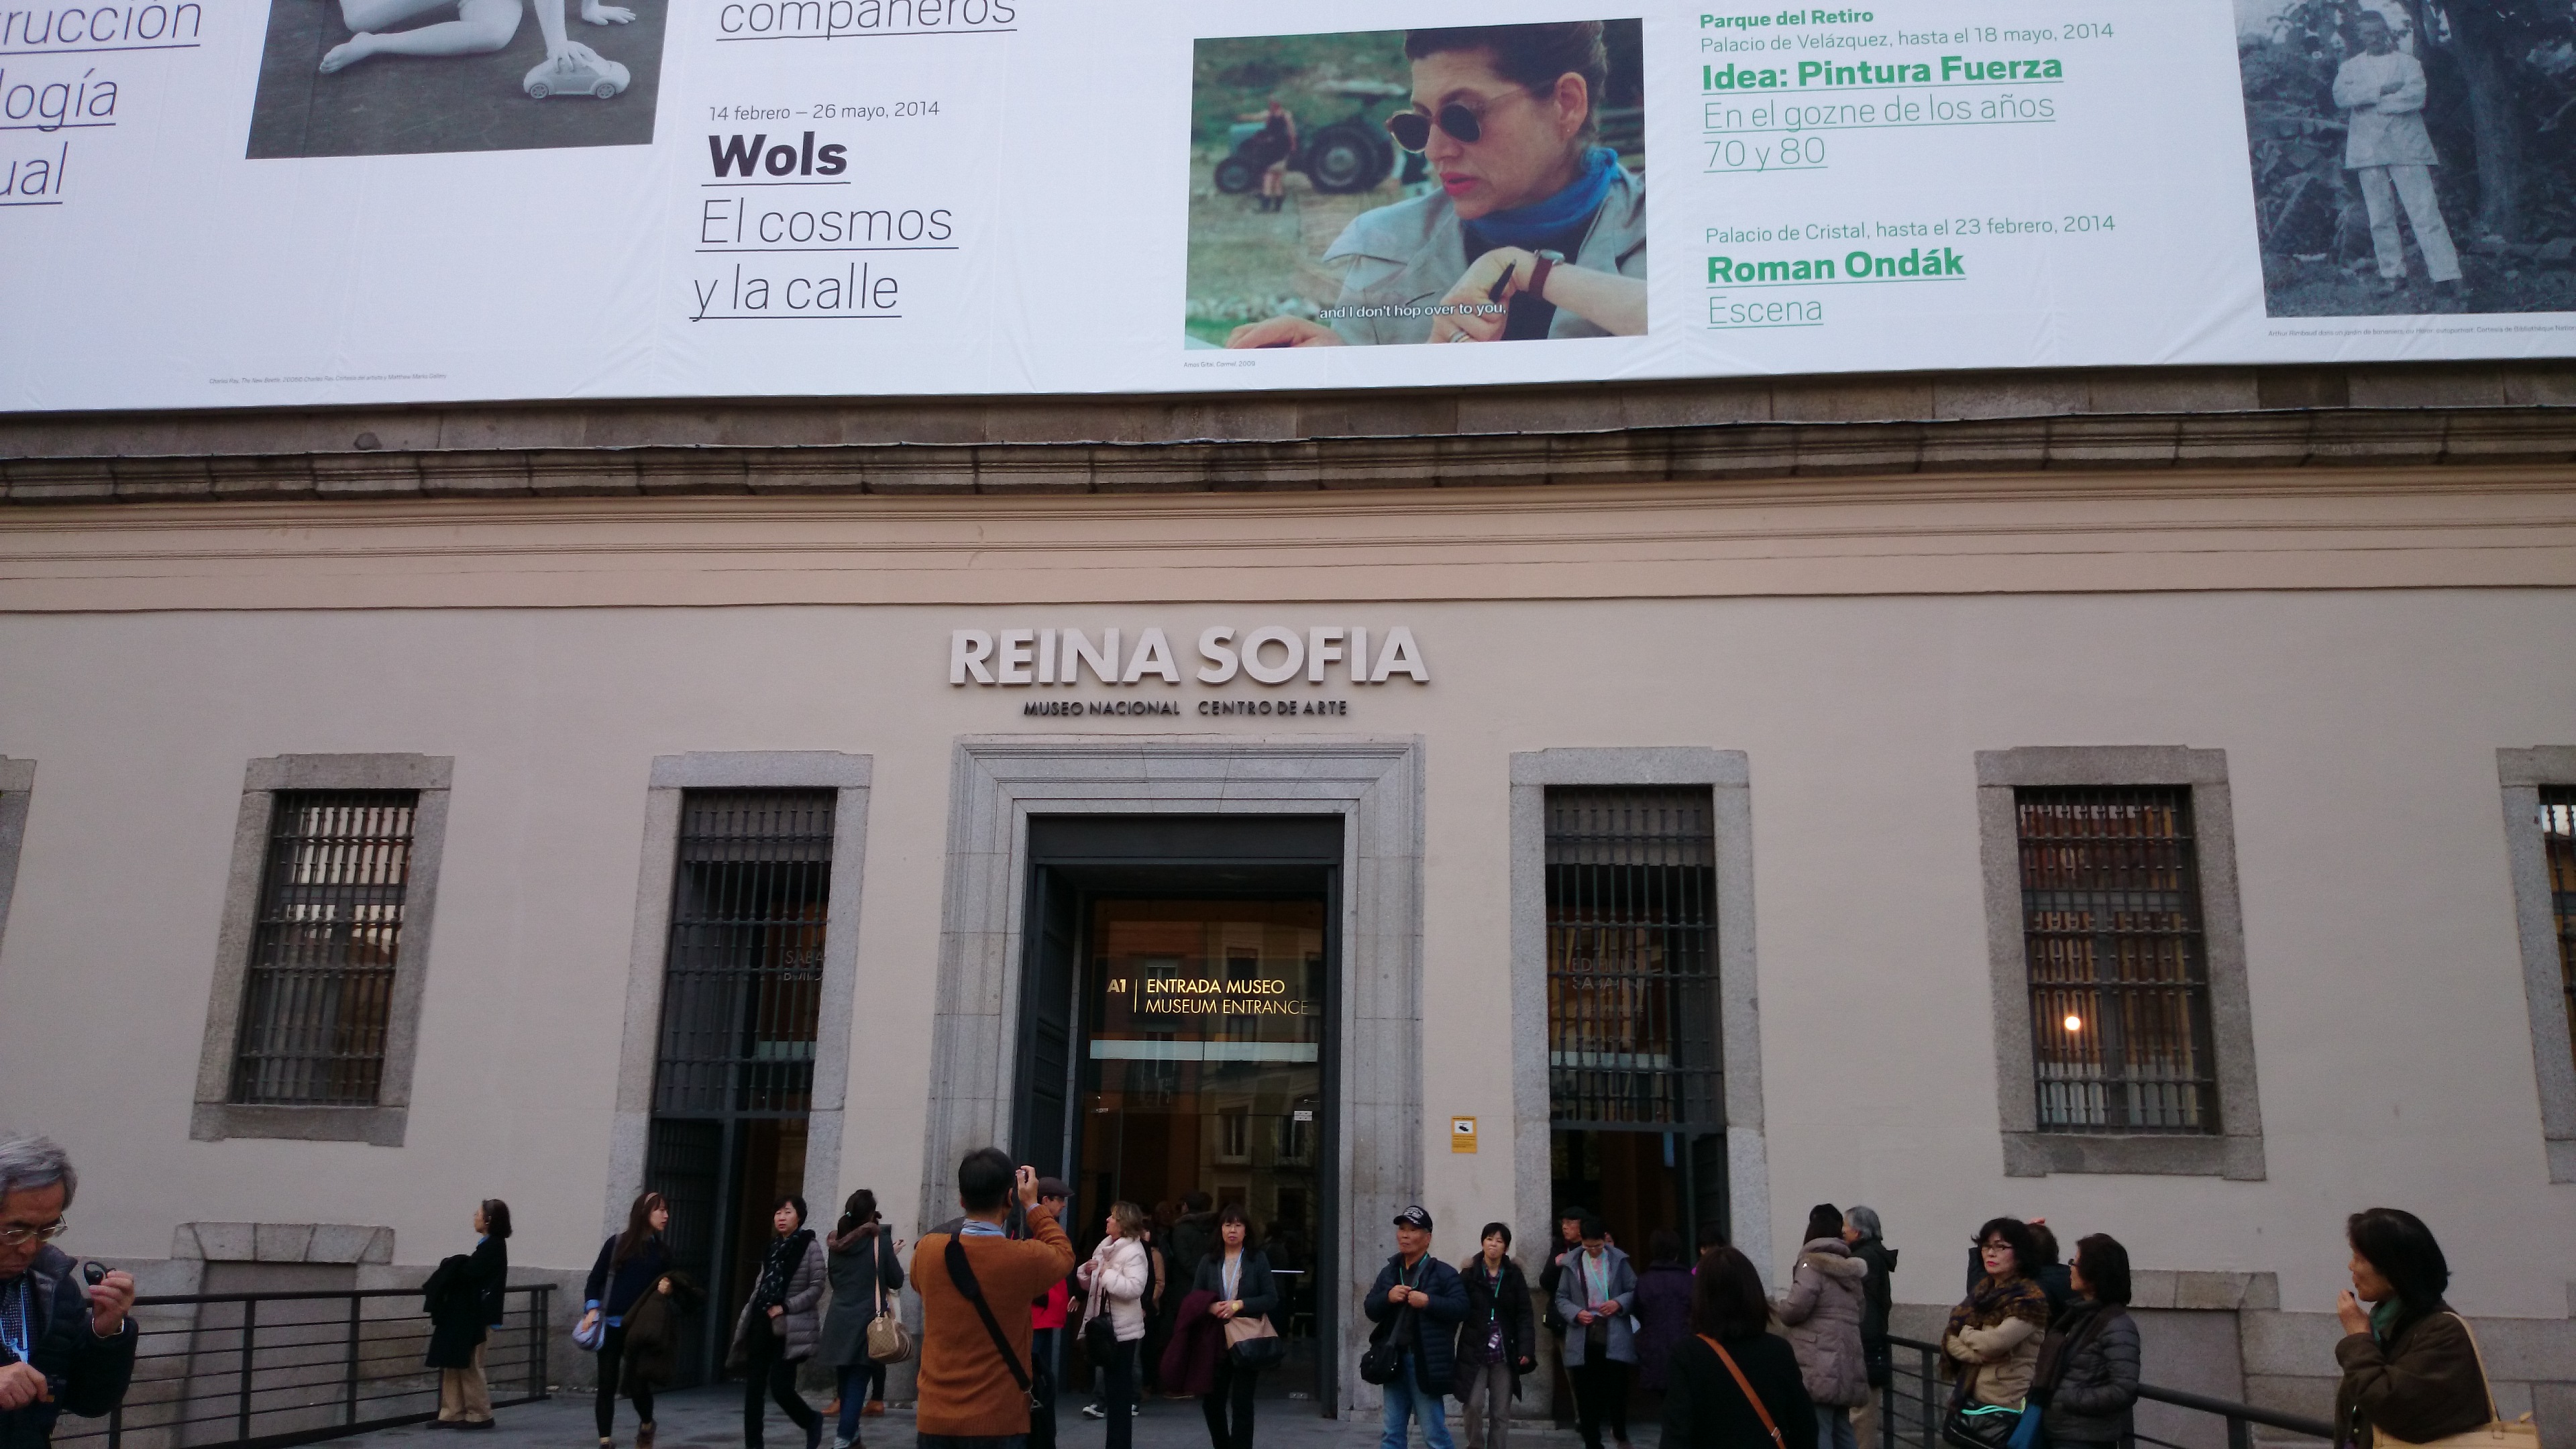 compañeros
14 febrero – 26 mayo, 2014
Wols
El cosmos
y la calle
and I don't hop over to you,
Parque del Retiro
Palacio de Velázquez, hasta el 18 mayo, 2014
Idea: Pintura Fuerza
En el gozne de los años
70 y 80
Palacio de Cristal, hasta el 23 febrero, 2014
Roman Ondák
Escena
REINA SOFIA
MUSEO NACIONAL CENTRO DE ARTE
A1 | ENTRADA MUSEO
MUSEUM ENTRANCE